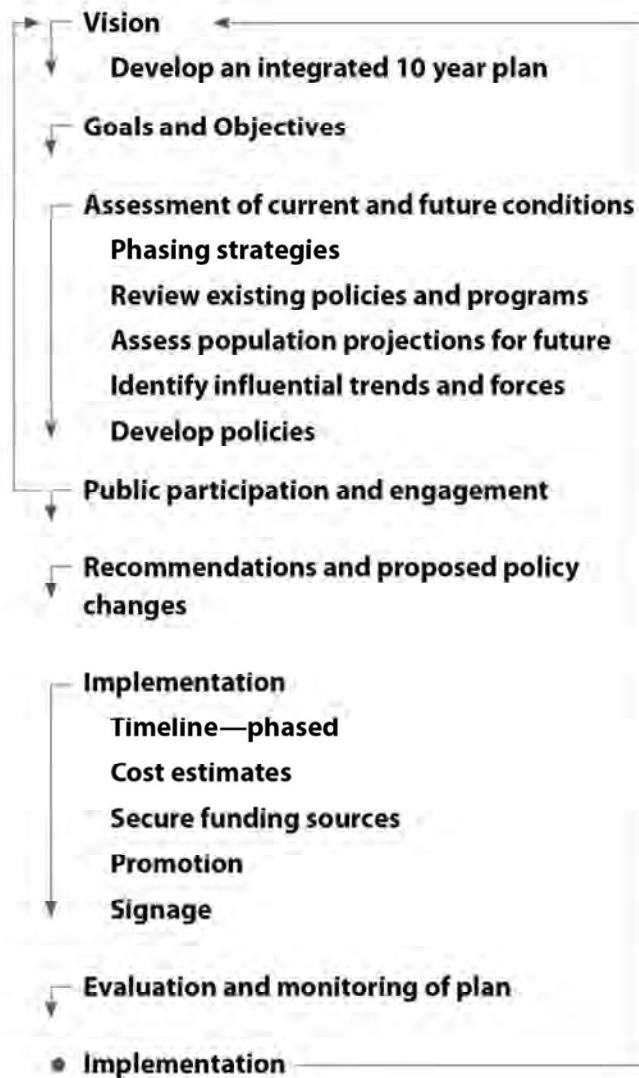 Vision
Develop an integrated 10 year plan
Goals and Objectives
Assessment of current and future conditions
Phasing strategies
Review existing policies and programs
Assess population projections for future
Identify influential trends and forces
Develop policies
Public participation and engagement
Recommendations and proposed policy
changes
Implementation
Timeline—phased
Cost estimates
Secure funding sources
Promotion
Signage
Evaluation and monitoring of plan
Implementation